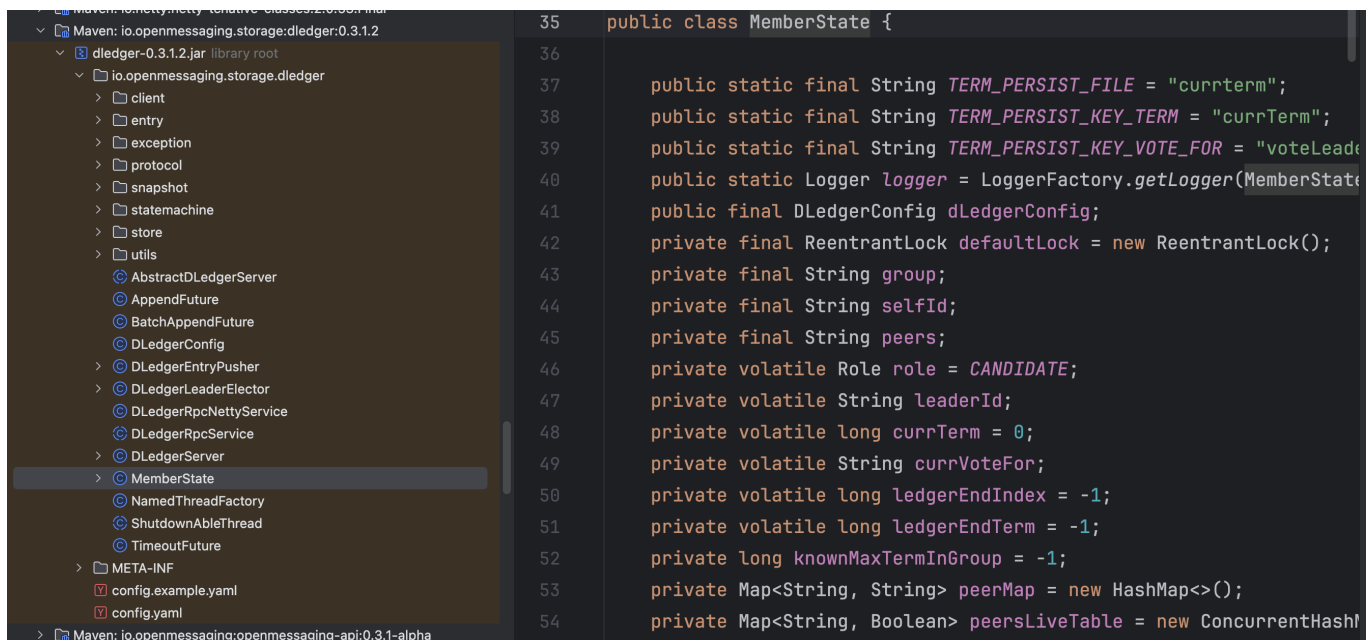 Maven: io.openmessaging.storage:dledger:0.3.1.2
dledger-0.3.1.2.jar library root
io.openmessaging.storage.dledger
client
entry
exception
protocol
snapshot
statemachine
store
utils
AbstractDLedgerServer
AppendFuture
BatchAppendFuture
DLedgerConfig
DLedgerEntryPusher
DLedgerLeaderElector
DLedgerRpcNettyService
DLedgerRpcService
DLedgerServer
MemberState
NamedThreadFactory
ShutdownAbleThread
TimeoutFuture
META-INF
config.example.yaml
config.yaml
Maven: io.openmessaging:openmessaging-api:0.3.1-alpha
35 public class MemberState {
36
37 public static final String TERM_PERSIST_FILE = "currterm";
38 public static final String TERM_PERSIST_KEY_TERM = "currTerm";
39 public static final String TERM_PERSIST_KEY_VOTE_FOR = "voteLeade
40 public static Logger logger = LoggerFactory.getLogger(MemberState
41 public final DLedgerConfig dLedgerConfig;
42 private final ReentrantLock defaultLock = new ReentrantLock();
43 private final String group;
44 private final String selfId;
45 private final String peers;
46 private volatile Role role = CANDIDATE;
47 private volatile String leaderId;
48 private volatile long currTerm = 0;
49 private volatile String currVoteFor;
50 private volatile long ledgerEndIndex = -1;
51 private volatile long ledgerEndTerm = -1;
52 private long knownMaxTermInGroup = -1;
53 private Map<String, String> peerMap = new HashMap<>();
54 private Map<String, Boolean> peersLiveTable = new ConcurrentHash